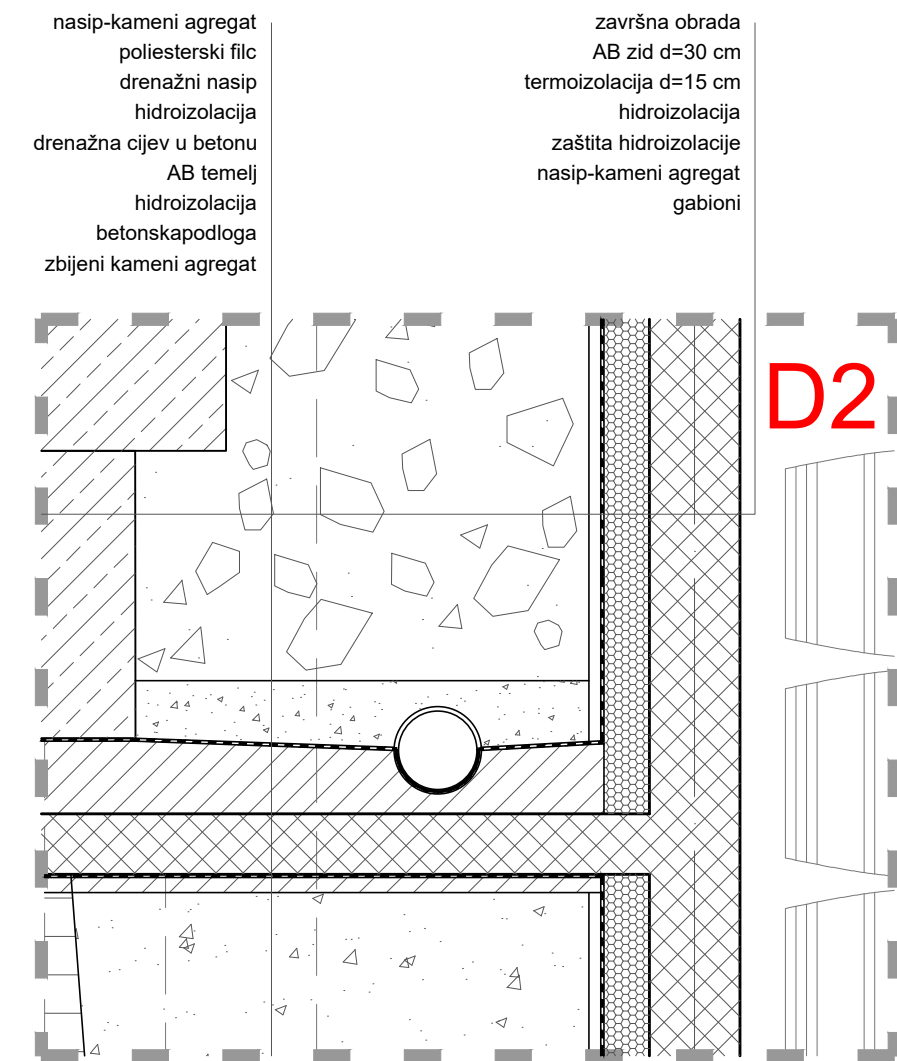 nasip-kameni agregat
poliesterski filc
drenažni nasip
hidroizolacija
drenažna cijev u betonu
AB temelj
hidroizolacija
betonskapodloga
zbijeni kameni agregat
završna obrada
AB zid d=30 cm
termoizolacija d=15 cm
hidroizolacija
zaštita hidroizolacije
nasip-kameni agregat
gabioni
D2